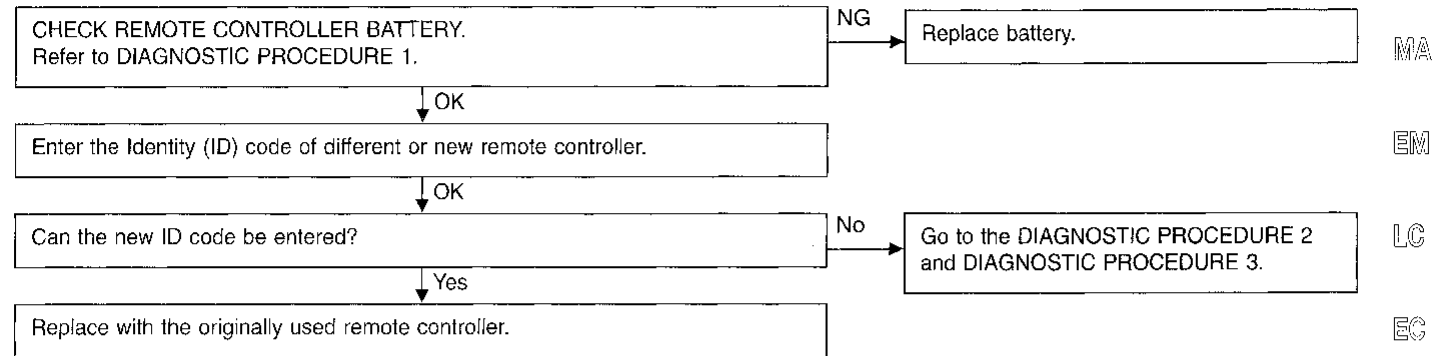 CHECK REMOTE CONTROLLER BATTERY.
Refer to DIAGNOSTIC PROCEDURE 1.
NG
Replace battery.
MA
OK
Enter the Identity (ID) code of different or new remote controller.
EM
OK
Can the new ID code be entered?
No
Go to the DIAGNOSTIC PROCEDURE 2
and DIAGNOSTIC PROCEDURE 3.
LC
Yes
Replace with the originally used remote controller.
EC